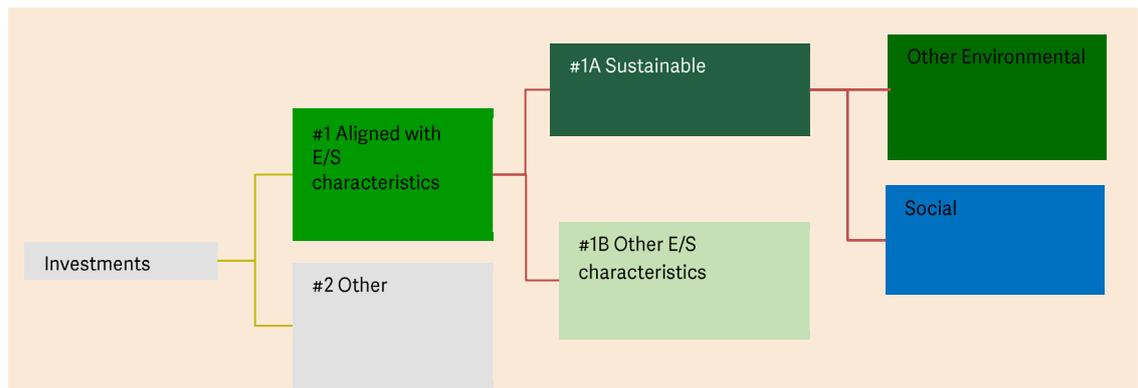 Investments
#1 Aligned with
E/S
characteristics
#2 Other
#1A Sustainable
#1B Other E/S
characteristics
Other Environmental
Social